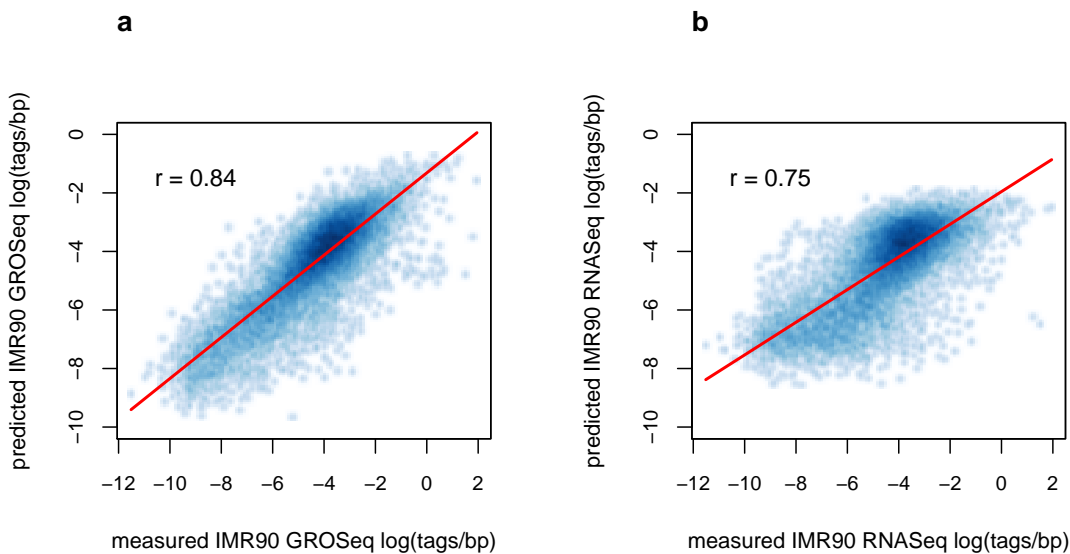 a
predicted IMR90 GROSeq log(tags/bp)
0
−2
−4
−6
−8
−10
r = 0.84
−12 −10 −8 −6 −4 −2 0 2
measured IMR90 GROSeq log(tags/bp)
b
predicted IMR90 RNASeq log(tags/bp)
0
−2
−4
−6
−8
−10
r = 0.75
−12 −10 −8 −6 −4 −2 0 2
measured IMR90 RNASeq log(tags/bp)